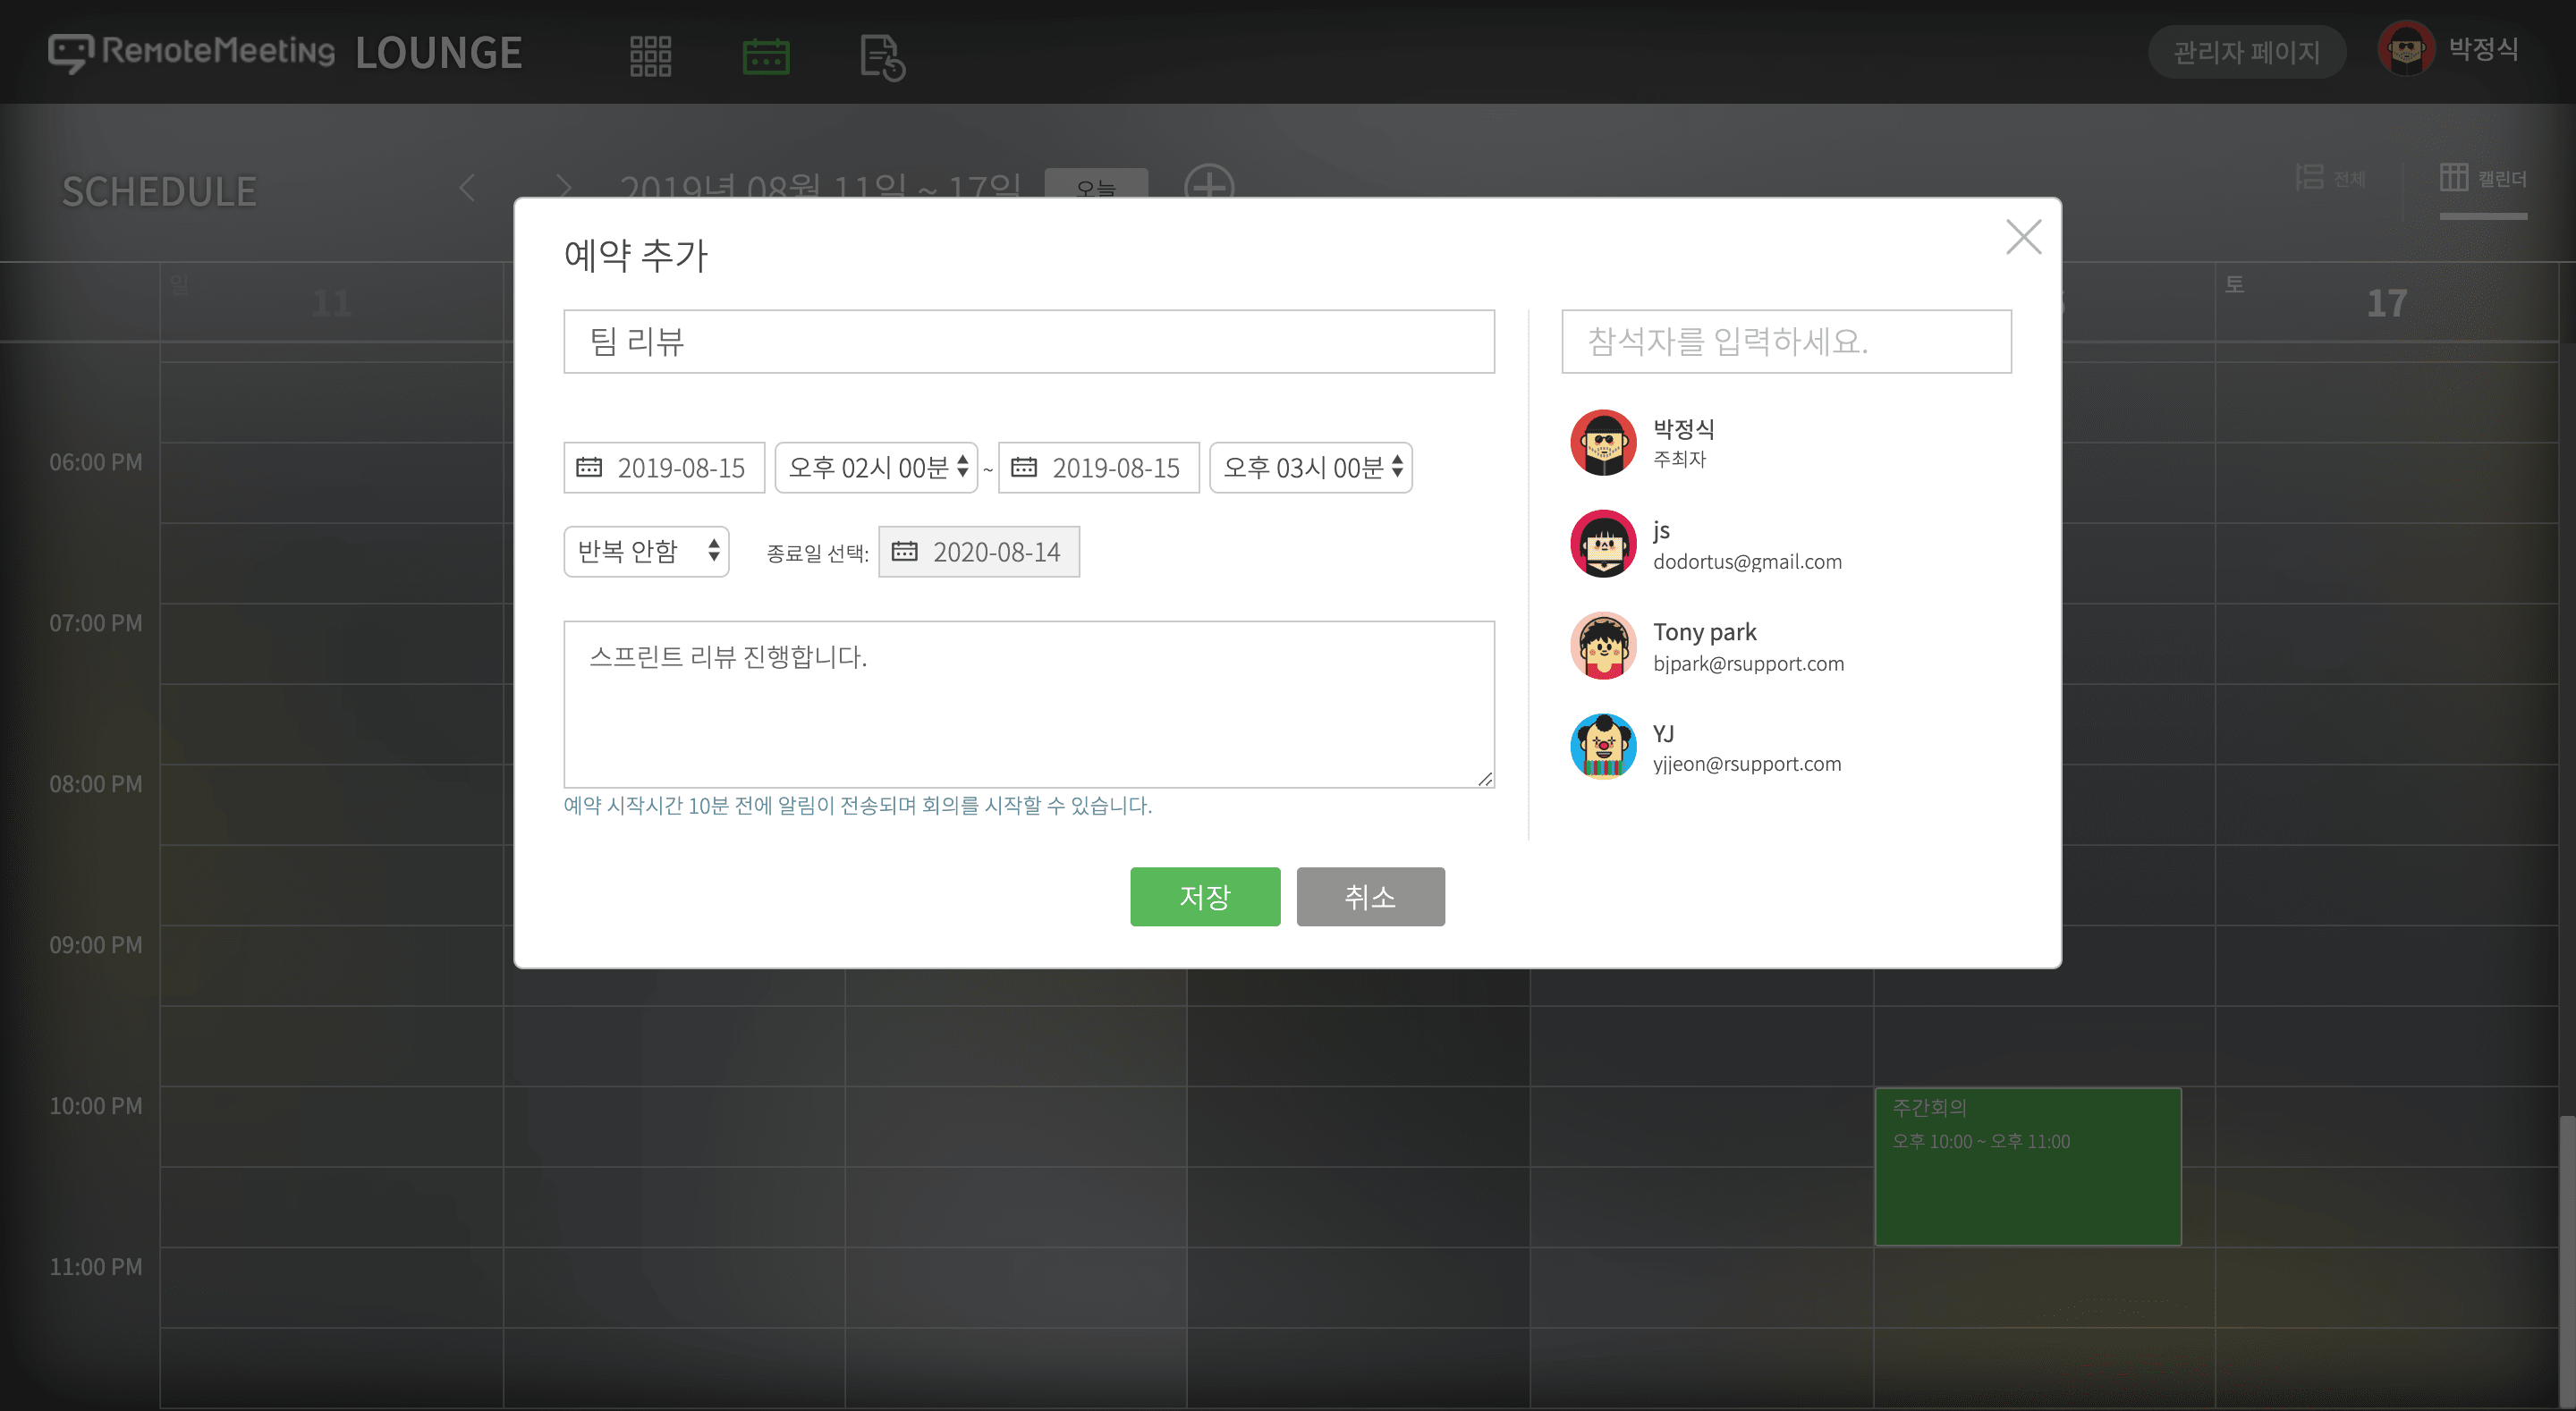 RemoteMeeting LOUNGE
관리자 페이지
박정식
SCHEDULE
2019년 08월 11일 ~ 17일
오늘
전체
캘린더
일
11
토
17
06:00 PM
07:00 PM
08:00 PM
09:00 PM
10:00 PM
11:00 PM
예약 추가
팀 리뷰
2019-08-15 오후 02시 00분 ~ 2019-08-15 오후 03시 00분
반복 안함 종료일 선택: 2020-08-14
스프린트 리뷰 진행합니다.
예약 시작시간 10분 전에 알림이 전송되며 회의를 시작할 수 있습니다.
참석자를 입력하세요.
박정식
주최자
js
dodortus@gmail.com
Tony park
bjpark@rsupport.com
YJ
yjjeon@rsupport.com
저장
취소
주간회의
오후 10:00 ~ 오후 11:00